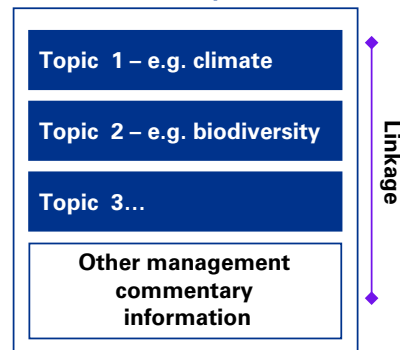 Topic 1 – e.g. climate
Topic 2 – e.g. biodiversity
Topic 3...
Other management
commentary
information
Linkage